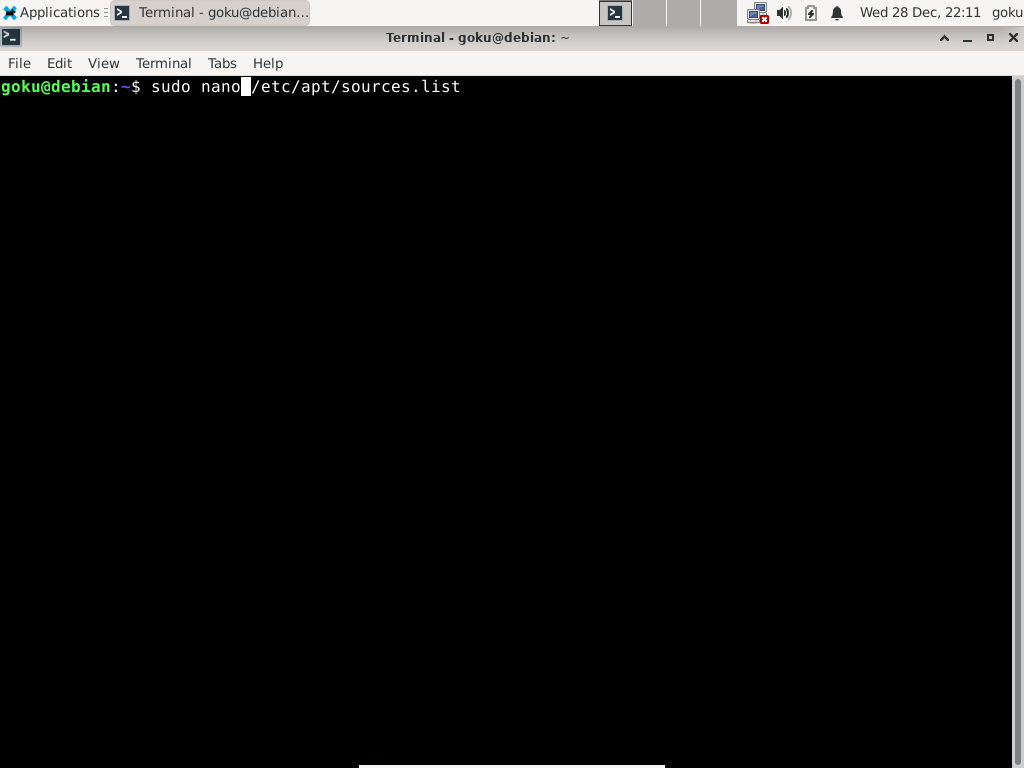 Applications Terminal - goku@debian... Wed 28 Dec, 22:11 goku
Terminal - goku@debian: ~
File Edit View Terminal Tabs Help
goku@debian:~$ sudo nano /etc/apt/sources.list